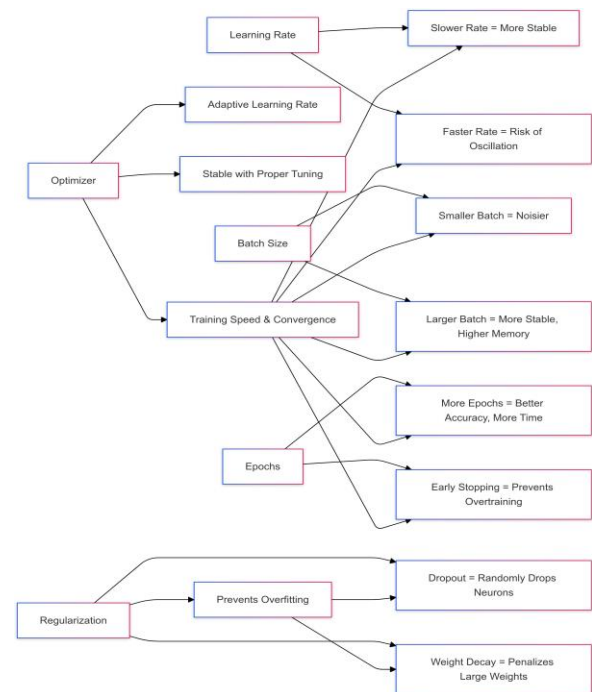 Learning Rate
Slower Rate = More Stable
Adaptive Learning Rate
Faster Rate = Risk of
Oscillation
Optimizer
Stable with Proper Tuning
Smaller Batch = Noisier
Batch Size
Training Speed & Convergence
Larger Batch = More Stable,
Higher Memory
More Epochs = Better
Accuracy, More Time
Epochs
Early Stopping = Prevents
Overtraining
Dropout = Randomly Drops
Neurons
Prevents Overfitting
Regularization
Weight Decay = Penalizes
Large Weights